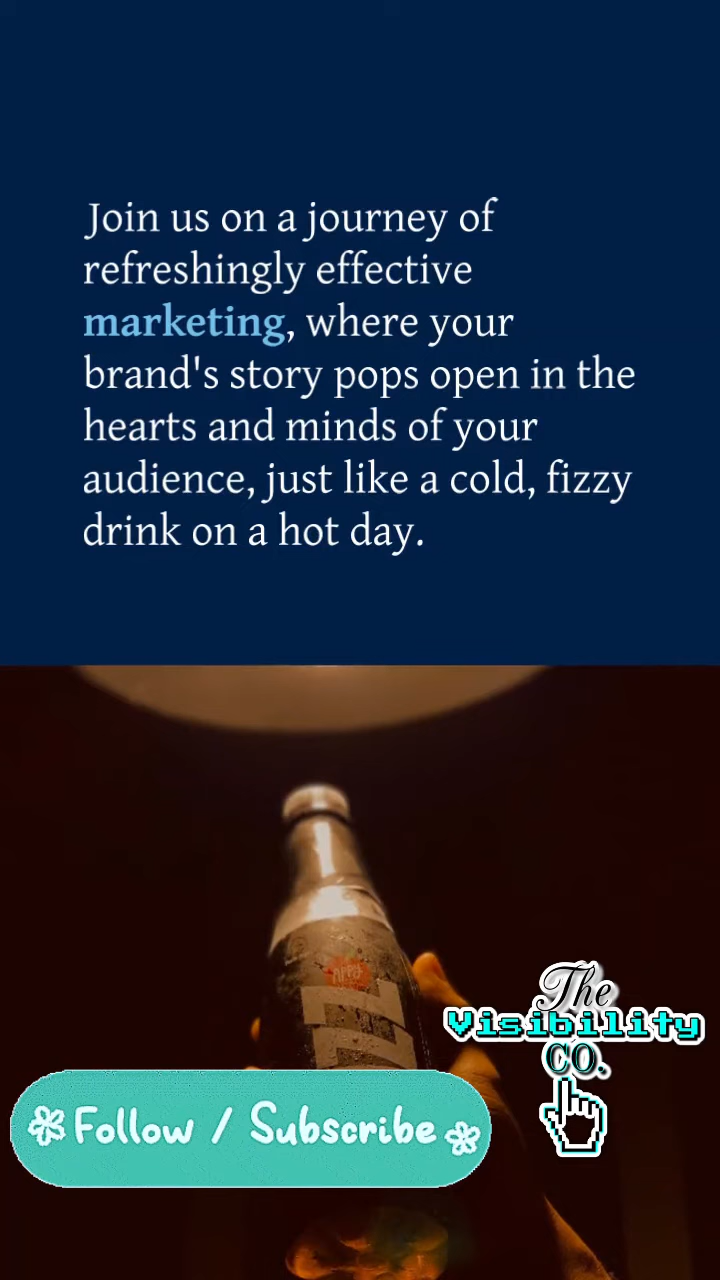 Join us on a journey of
refreshingly effective
marketing, where your
brand's story pops open in the
hearts and minds of your
audience, just like a cold, fizzy
drink on a hot day.
The
Visibility
CO.
Follow / Subscribe